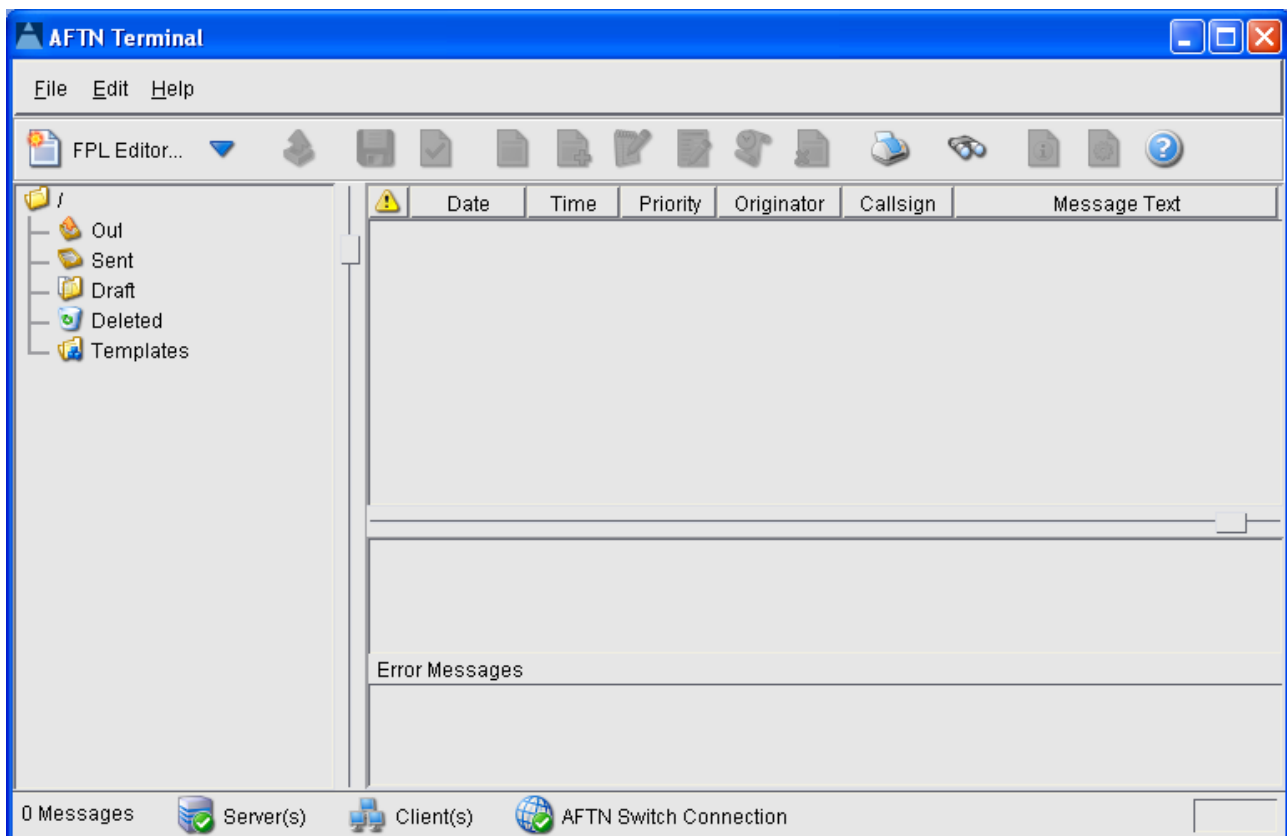 AFTN Terminal
File Edit Help
FPL Editor...
/
Out
Sent
Draft
Deleted
Templates
Date Time Priority Originator Callsign Message Text
Error Messages
0 Messages Server(s) Client(s) AFTN Switch Connection